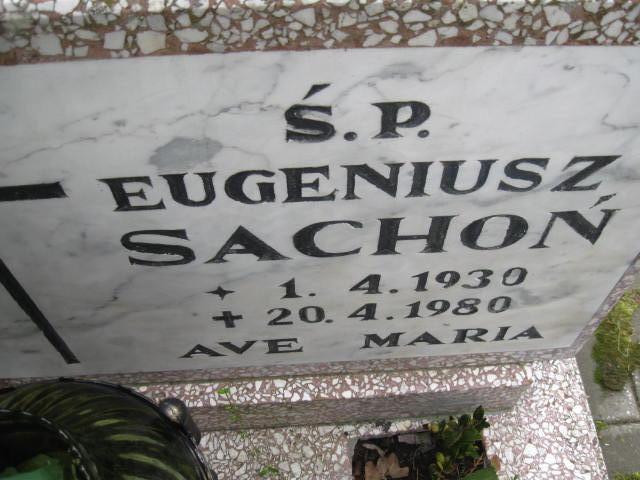 Ś.P.
EUGENIUSZ
SACHOŃ
✦ 1. 4. 1930
✝ 20. 4. 1980
AVE MARIA